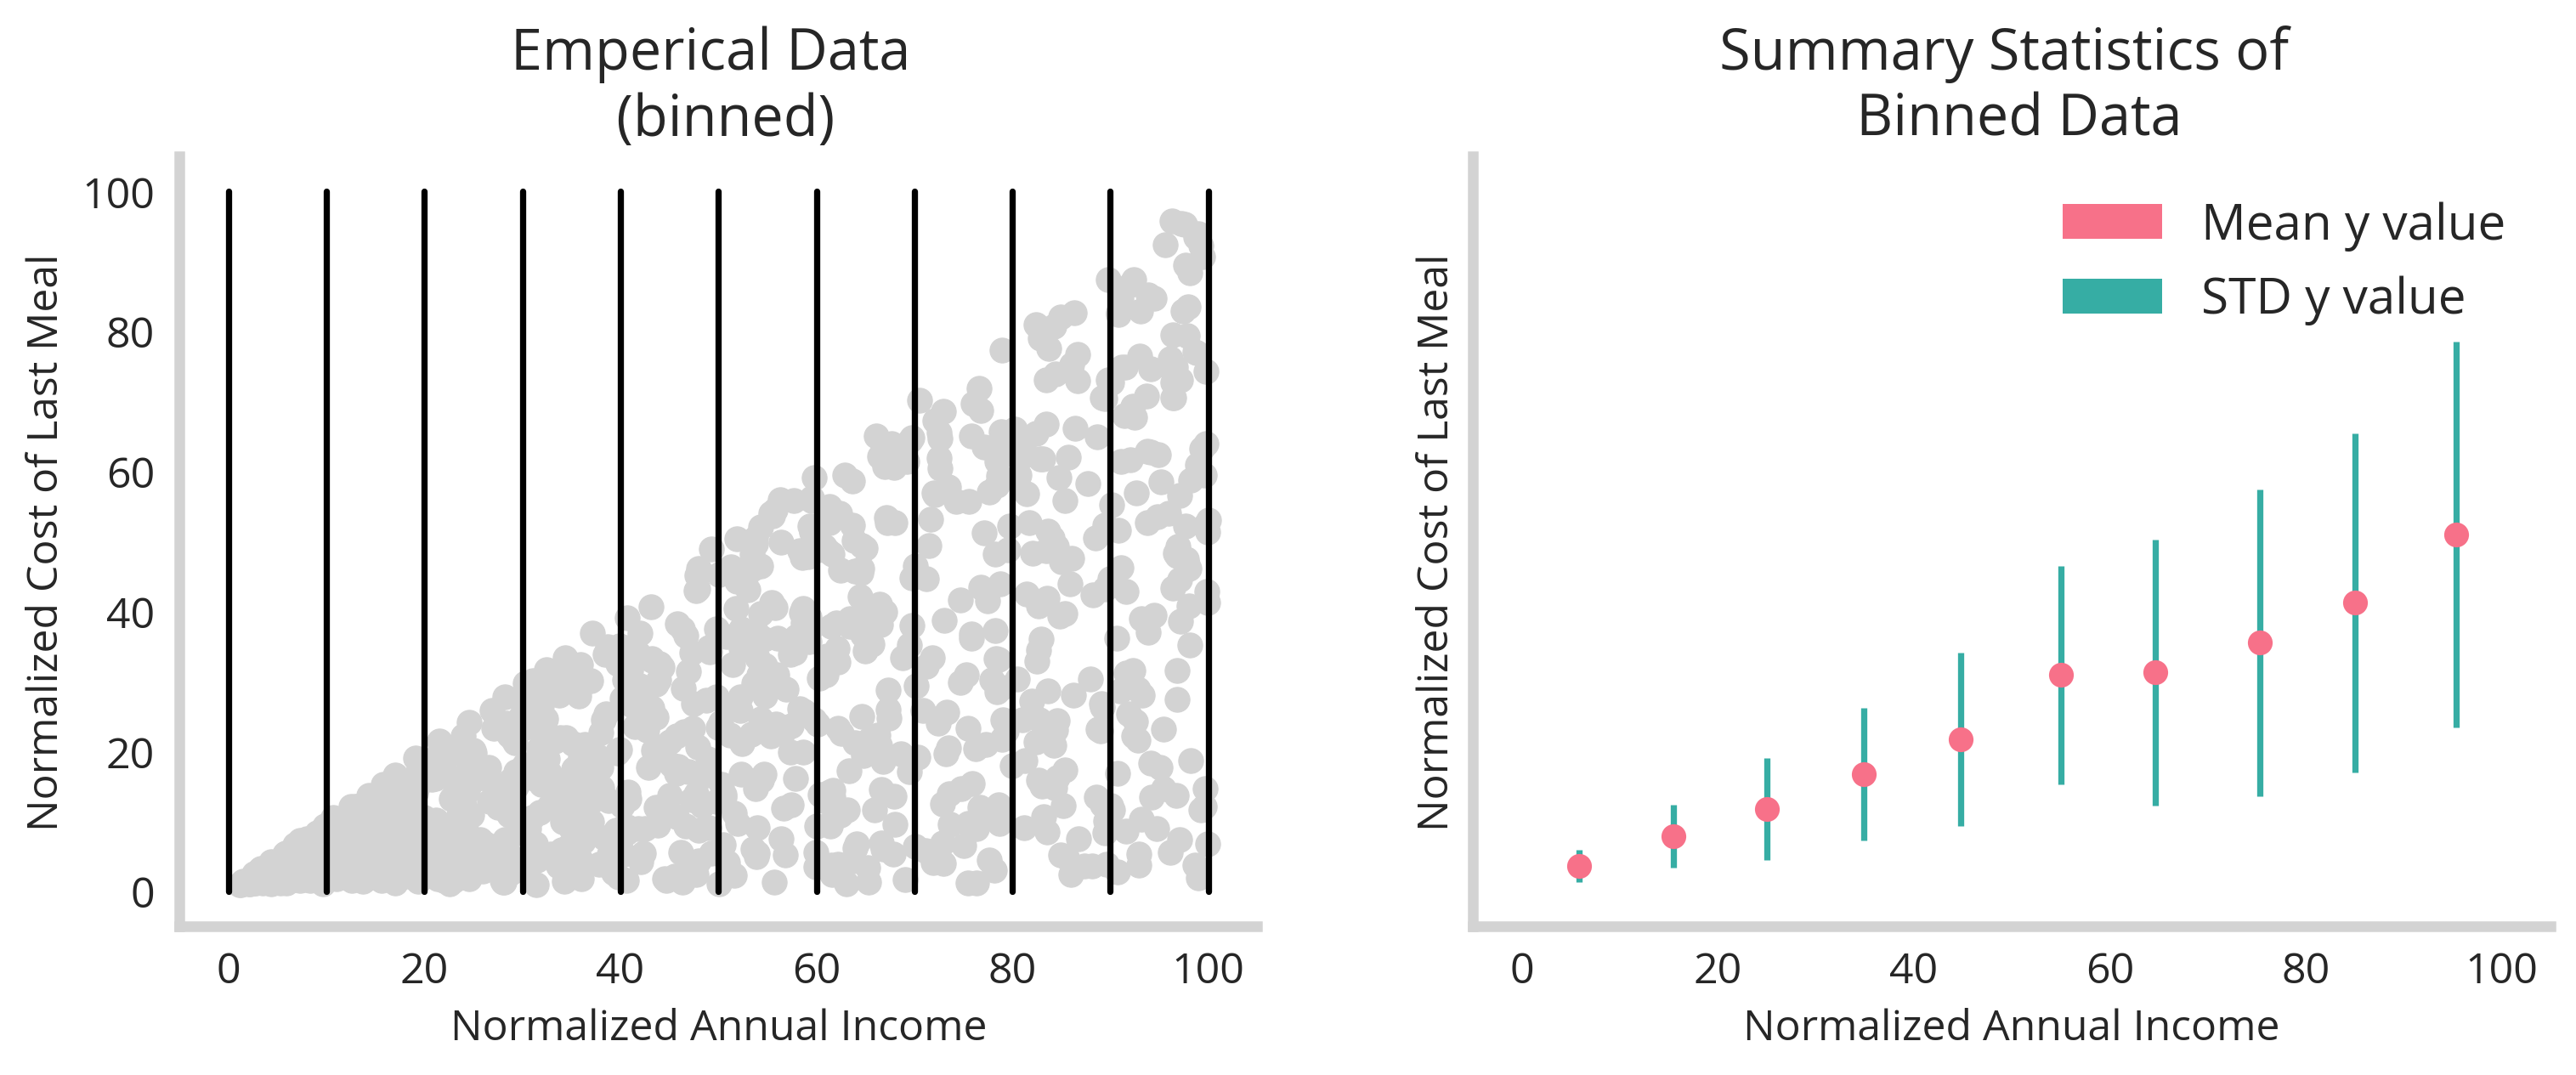 Emperical Data
(binned)
Normalized Cost of Last Meal
100
80
60
40
20
0
0 20 40 60 80 100
Normalized Annual Income
Summary Statistics of
Binned Data
Mean y value
STD y value
Normalized Cost of Last Meal
0 20 40 60 80 100
Normalized Annual Income